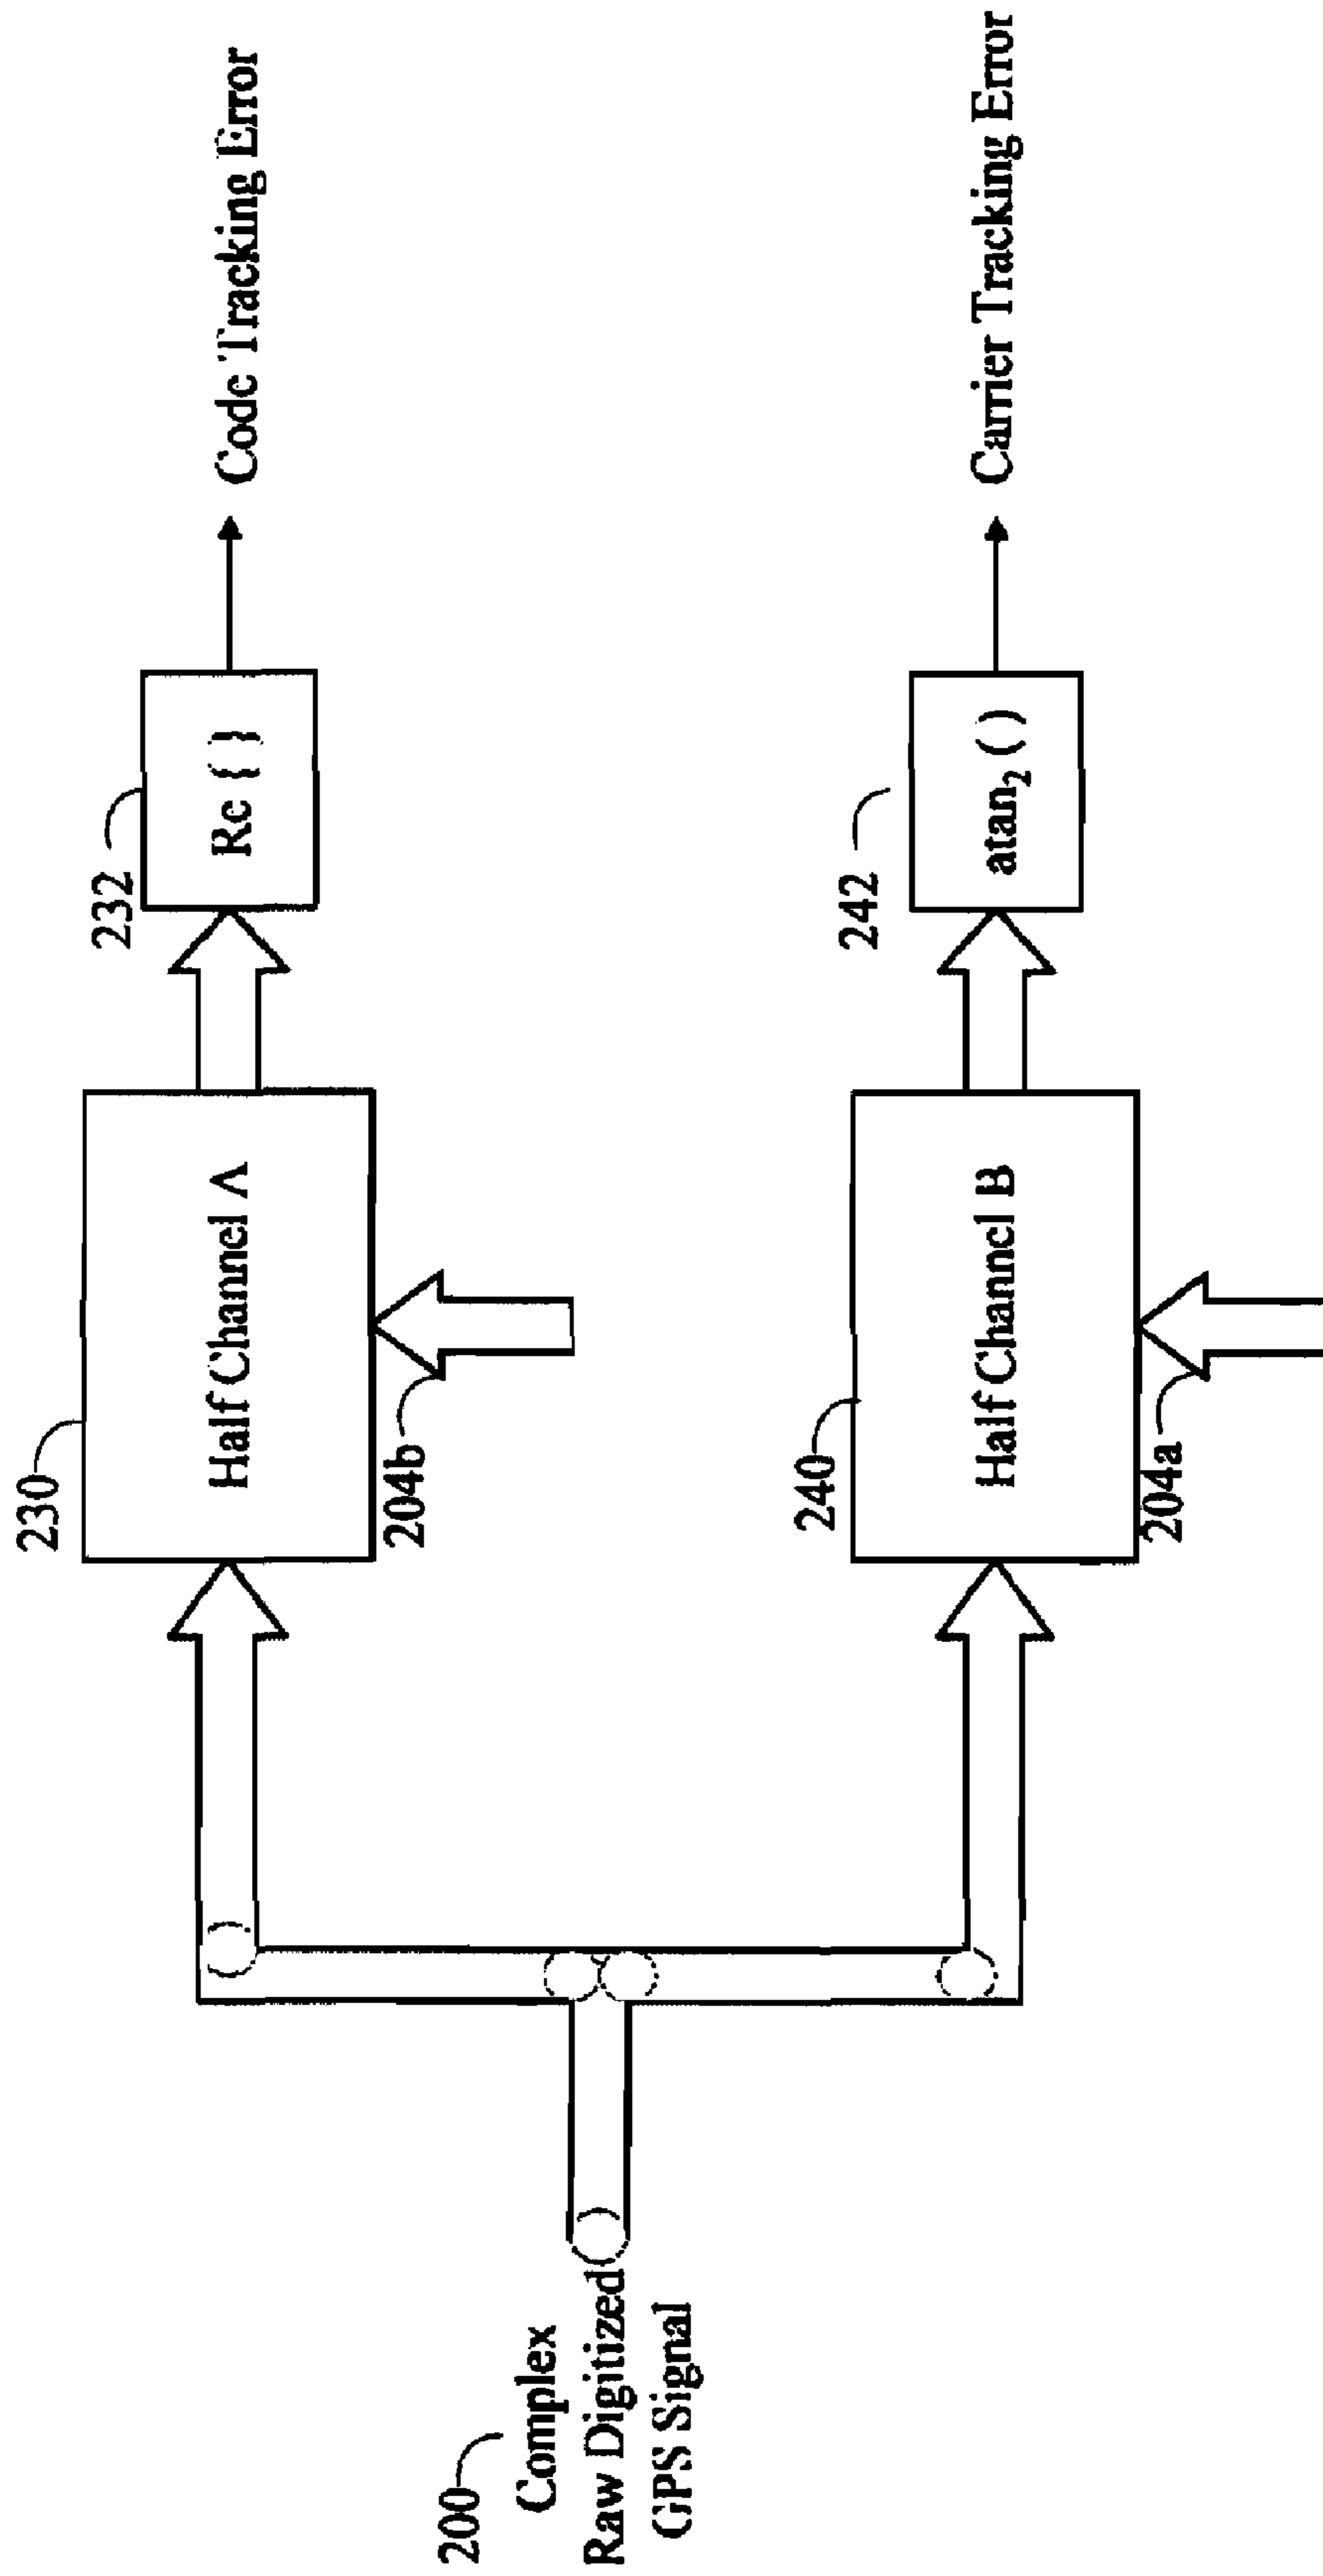 200
Complex
Raw Digitized
GPS Signal
230
Half Channel A
204b
232
Re { }
Code Tracking Error
240
Half Channel B
204a
242
atan₂ ( )
Carrier Tracking Error